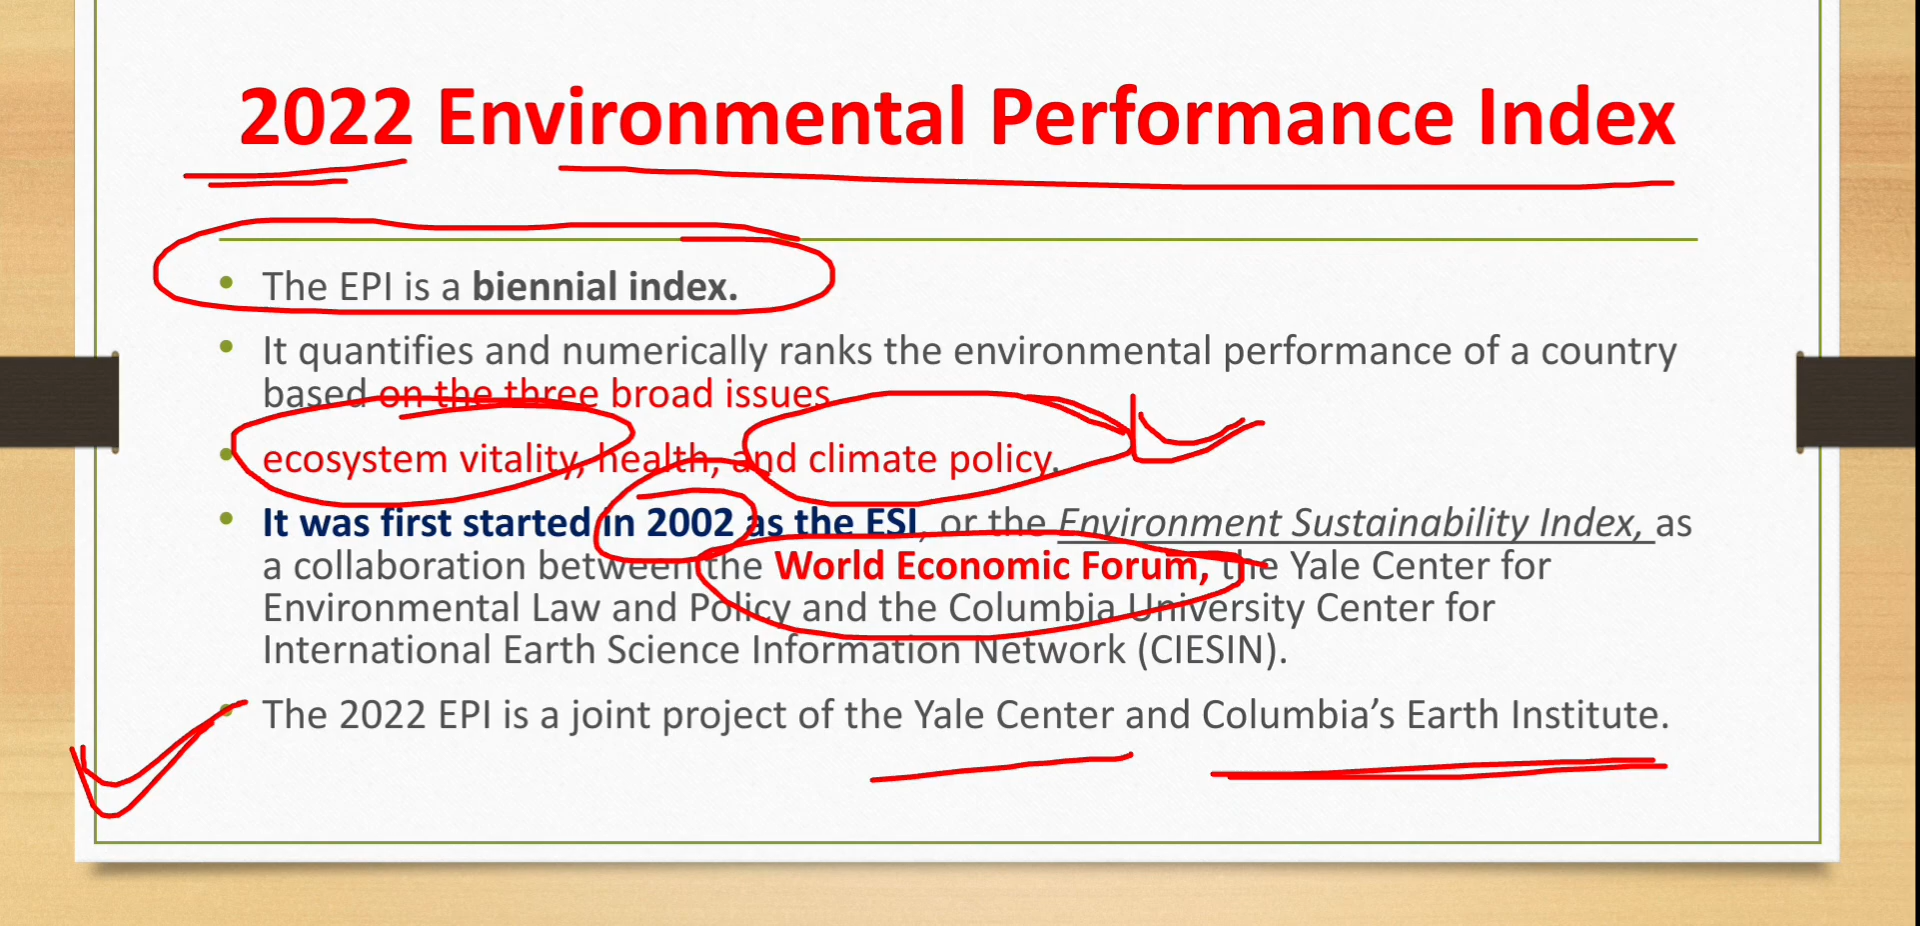 2022 Environmental Performance Index
• The EPI is a biennial index.
• It quantifies and numerically ranks the environmental performance of a country
based on the three broad issues
• ecosystem vitality, health, and climate policy.
• It was first started in 2002 as the ESI, or the Environment Sustainability Index, as
a collaboration between the World Economic Forum, the Yale Center for
Environmental Law and Policy and the Columbia University Center for
International Earth Science Information Network (CIESIN).
• The 2022 EPI is a joint project of the Yale Center and Columbia’s Earth Institute.